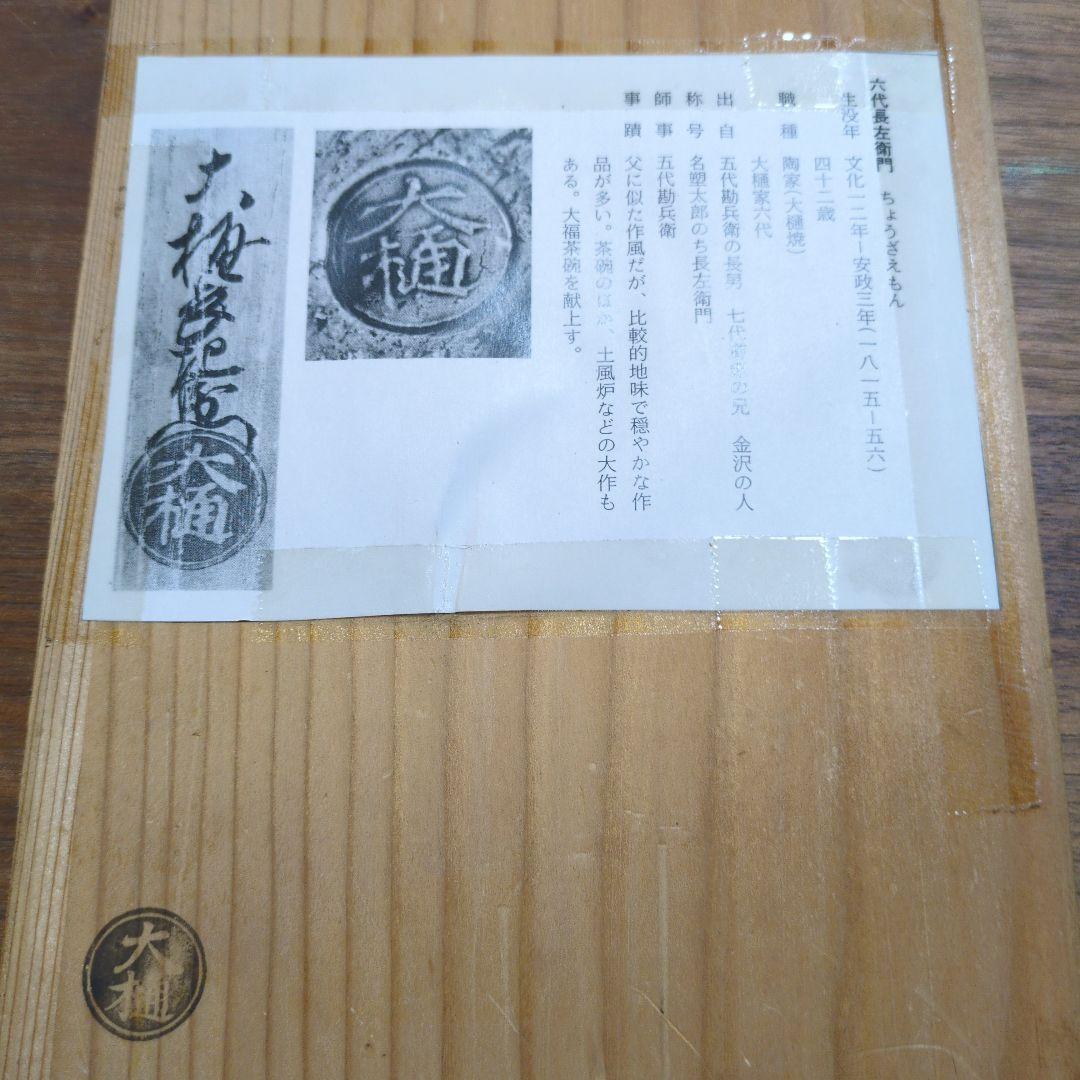 六代長左衛門 ちょうざえもん
生没年 文化一二年－安政三年(一八一五－五六)
四十二歳
職種 陶家(大樋焼)
大樋家六代
出自 五代勘兵衛の長男 七代 の兄 金沢の人
称号 名塑太郎のち長左衛門
師事 五代勘兵衛
事蹟 父に似た作風だが、比較的地味で穏やかな作
品が多い。茶碗のほか、土風炉などの大作も
ある。大福茶碗を献上す。
大樋
大樋長左衛門
大樋
大樋